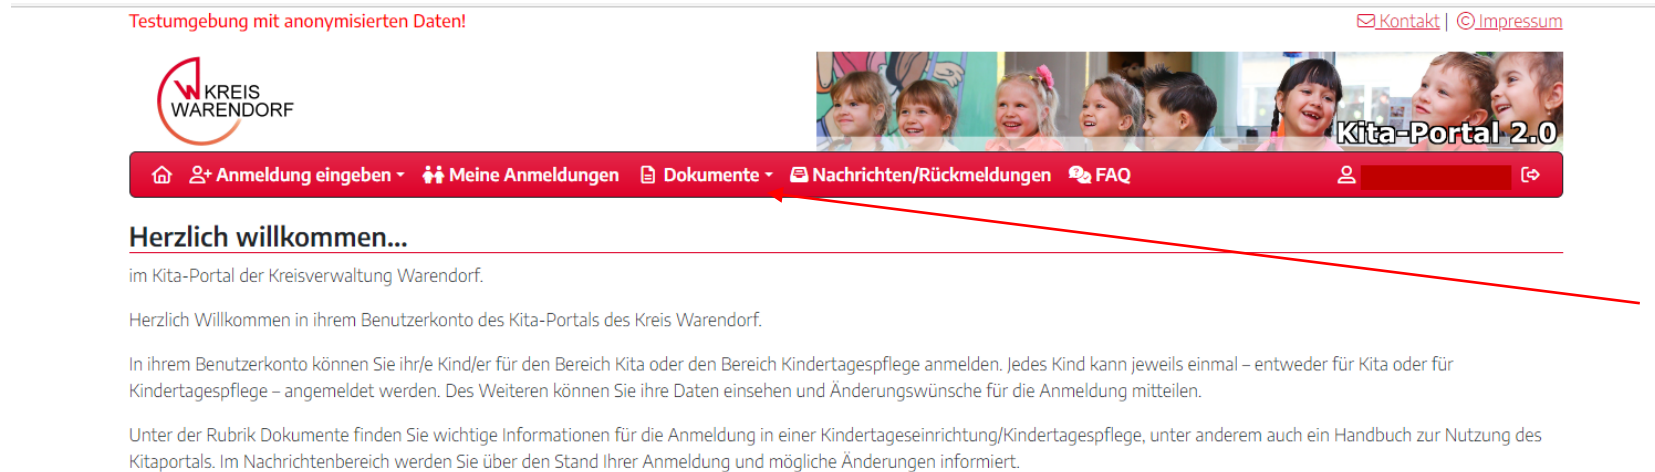 Testumgebung mit anonymisierten Daten!
Kontakt | © Impressum
KREIS
WARENDORF
Kita-Portal 2.0
Anmeldung eingeben Meine Anmeldungen Dokumente Nachrichten/Rückmeldungen FAQ
Herzlich willkommen...
im Kita-Portal der Kreisverwaltung Warendorf.
Herzlich Willkommen in ihrem Benutzerkonto des Kita-Portals des Kreis Warendorf.
In ihrem Benutzerkonto können Sie ihr/e Kind/er für den Bereich Kita oder den Bereich Kindertagespflege anmelden. Jedes Kind kann jeweils einmal – entweder für Kita oder für
Kindertagespflege – angemeldet werden. Des Weiteren können Sie ihre Daten einsehen und Änderungswünsche für die Anmeldung mitteilen.
Unter der Rubrik Dokumente finden Sie wichtige Informationen für die Anmeldung in einer Kindertageseinrichtung/Kindertagespflege, unter anderem auch ein Handbuch zur Nutzung des
Kitaportals. Im Nachrichtenbereich werden Sie über den Stand Ihrer Anmeldung und mögliche Änderungen informiert.